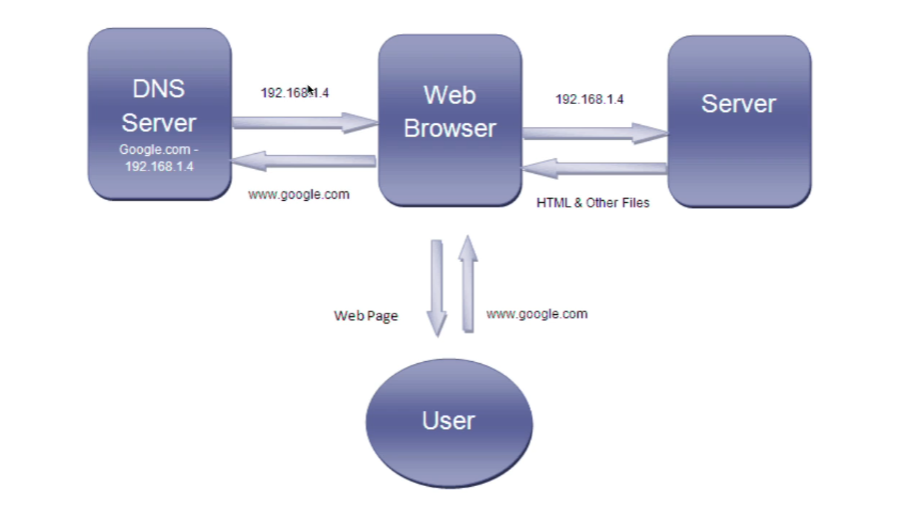 DNS
Server
Google.com -
192.168.1.4
192.168.1.4
www.google.com
Web
Browser
192.168.1.4
HTML & Other Files
Server
Web Page
www.google.com
User